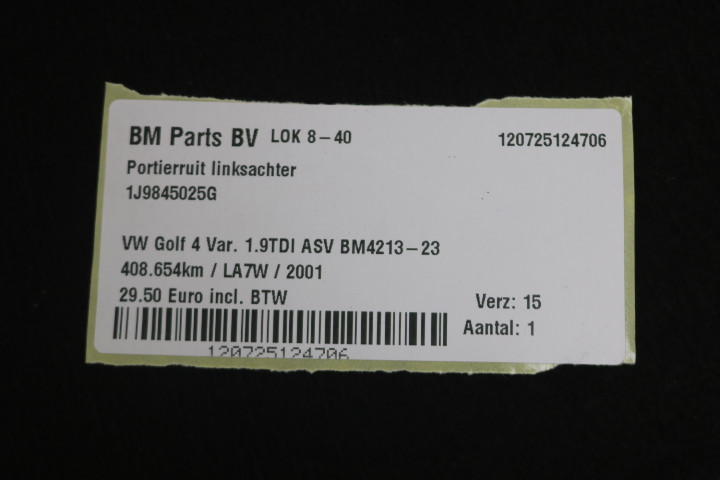 BM Parts BV LOK 8-40 120725124706
Portierruit linksachter
1J9845025G
VW Golf 4 Var. 1.9TDI ASV BM4213-23
408.654km / LA7W / 2001
29.50 Euro incl. BTW Verz: 15
Aantal: 1
120725124706